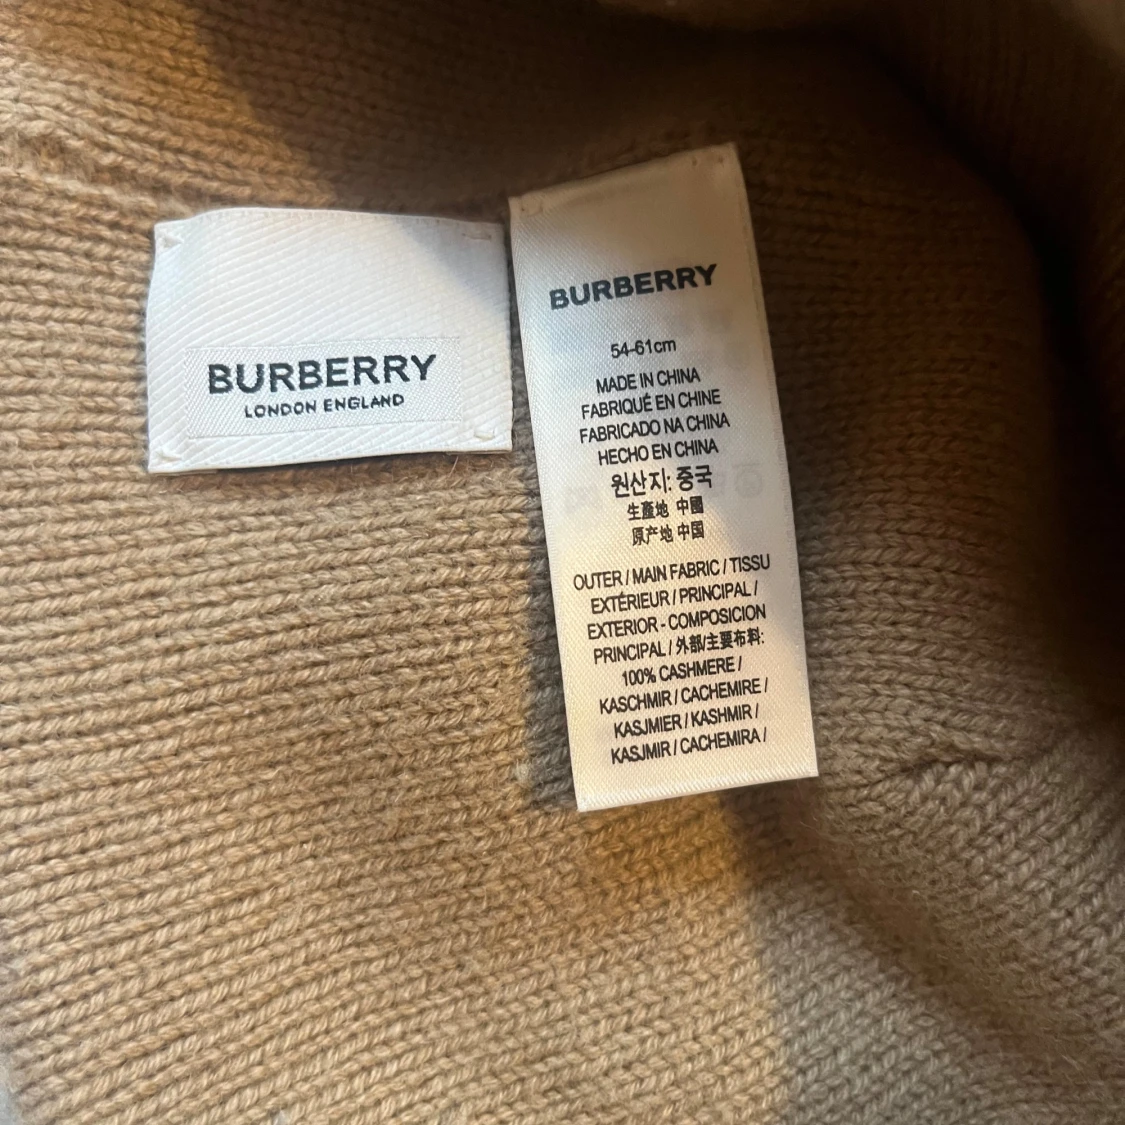 BURBERRY
LONDON ENGLAND
BURBERRY
54-61cm
MADE IN CHINA
FABRIQUÉ EN CHINE
FABRICADO NA CHINA
HECHO EN CHINA
원산지: 중국
生產地 中國
原产地 中国
OUTER / MAIN FABRIC / TISSU
EXTÉRIEUR / PRINCIPAL /
EXTERIOR - COMPOSICION
PRINCIPAL / 外部/主要布料:
100% CASHMERE /
KASCHMIR / CACHEMIRE /
KASJMIER / KASHMIR /
KASJMIR / CACHEMIRA /